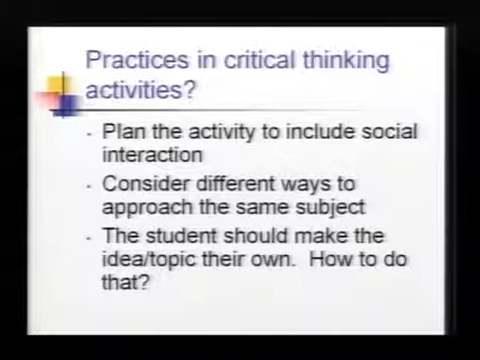 Practices in critical thinking
activities?
Plan the activity to include social
interaction
Consider different ways to
approach the same subject
The student should make the
idea/topic their own. How to do
that?